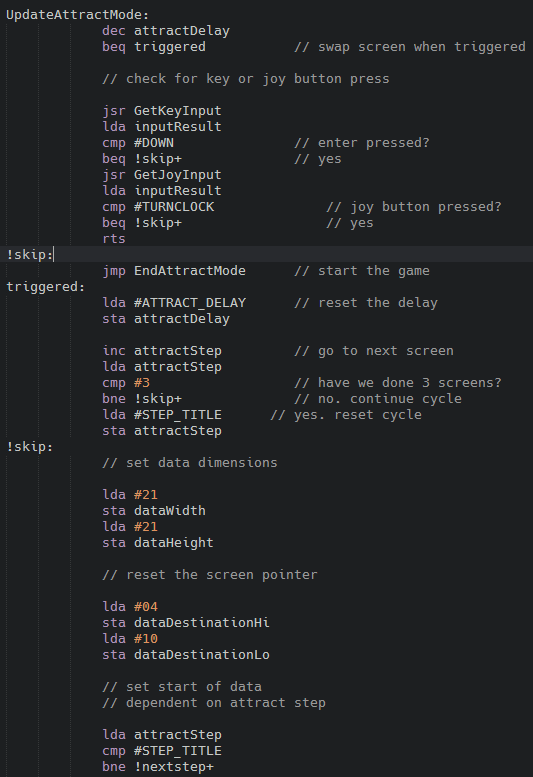 UpdateAttractMode:
dec attractDelay
beq triggered // swap screen when triggered
// check for key or joy button press
jsr GetKeyInput
lda inputResult
cmp #DOWN // enter pressed?
beq !skip+ // yes
jsr GetJoyInput
lda inputResult
cmp #TURNCLOCK // joy button pressed?
beq !skip+ // yes
rts
!skip:
jmp EndAttractMode // start the game
triggered:
lda #ATTRACT_DELAY // reset the delay
sta attractDelay
inc attractStep // go to next screen
lda attractStep
cmp #3 // have we done 3 screens?
bne !skip+ // no. continue cycle
lda #STEP_TITLE // yes. reset cycle
sta attractStep
!skip:
// set data dimensions
lda #21
sta dataWidth
lda #21
sta dataHeight
// reset the screen pointer
lda #04
sta dataDestinationHi
lda #10
sta dataDestinationLo
// set start of data
// dependent on attract step
lda attractStep
cmp #STEP_TITLE
bne !nextstep+